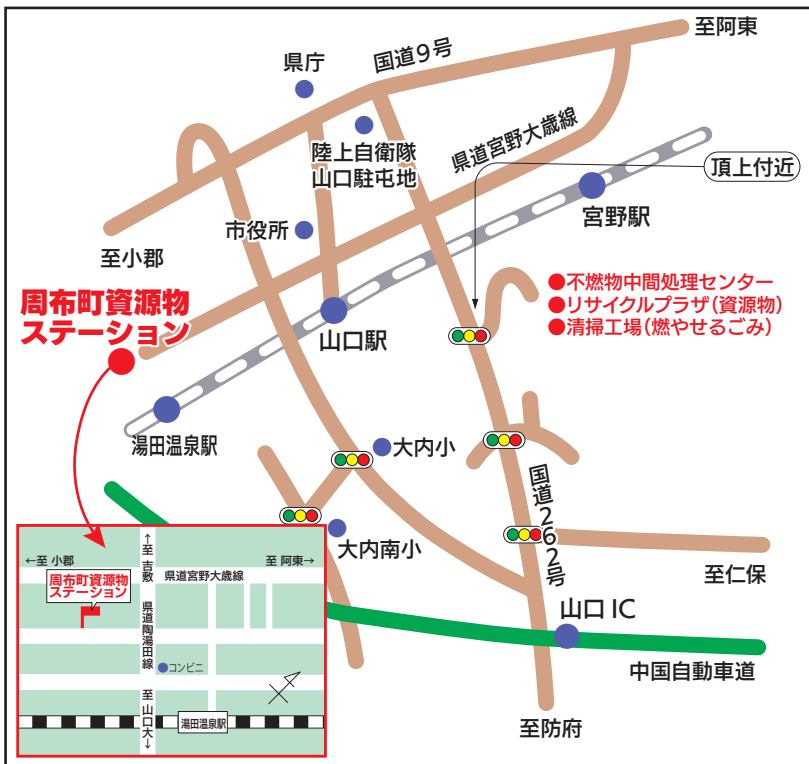 至阿東
国道9号
県庁
県道宮野大歳線
陸上自衛隊
山口駐屯地
頂上付近
宮野駅
市役所
至小郡
●不燃物中間処理センター
●リサイクルプラザ(資源物)
●清掃工場(燃やせるごみ)
周布町資源物
ステーション
山口駅
湯田温泉駅
大内小
国道262号
大内南小
至仁保
山口 IC
中国自動車道
至防府
←至 小郡
←至 吉敷
至 阿東→
県道宮野大歳線
周布町資源物
ステーション
県道陶湯田線
コンビニ
至 山口大→
湯田温泉駅